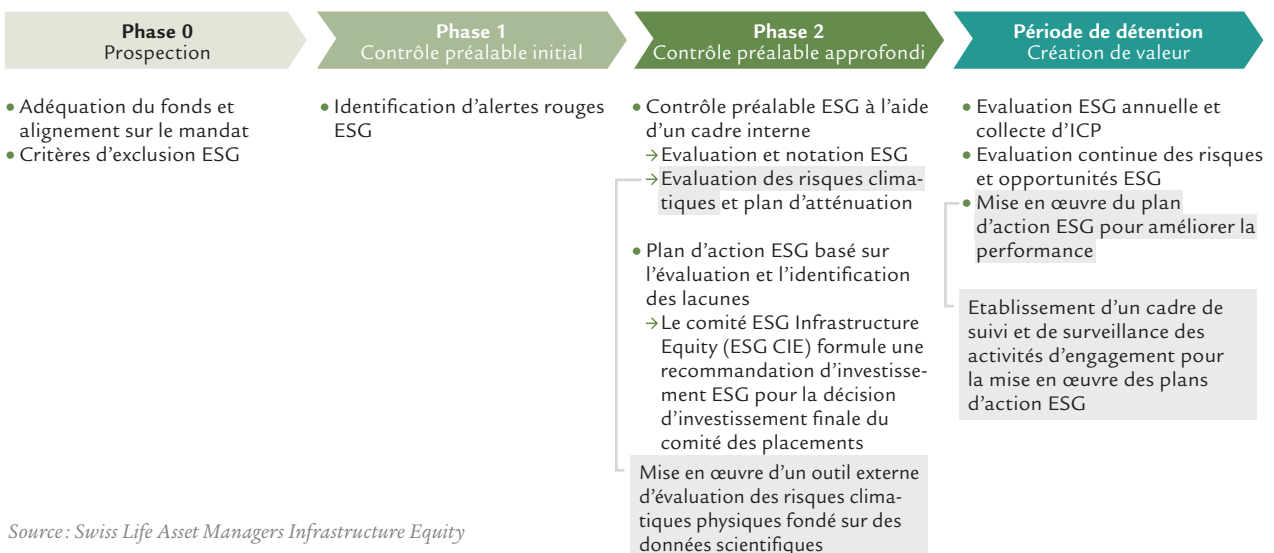 Phase 0
Prospection
Phase 1
Contrôle préalable initial
Phase 2
Contrôle préalable approfondi
Période de détention
Création de valeur
• Adéquation du fonds et
alignement sur le mandat
• Critères d'exclusion ESG
• Identification d'alertes rouges
ESG
• Contrôle préalable ESG à l'aide
d'un cadre interne
→ Evaluation et notation ESG
→ Evaluation des risques clima-
tiques et plan d'atténuation
• Plan d'action ESG basé sur
l'évaluation et l'identification
des lacunes
→ Le comité ESG Infrastructure
Equity (ESG CIE) formule une
recommandation d'investisse-
ment ESG pour la décision
d'investissement finale du
comité des placements
Mise en œuvre d'un outil externe
d'évaluation des risques clima-
tiques physiques fondé sur des
données scientifiques
• Evaluation ESG annuelle et
collecte d'ICP
• Evaluation continue des risques
et opportunités ESG
• Mise en œuvre du plan
d'action ESG pour améliorer la
performance
Etablissement d'un cadre de
suivi et de surveillance des
activités d'engagement pour
la mise en œuvre des plans
d'action ESG
Source : Swiss Life Asset Managers Infrastructure Equity